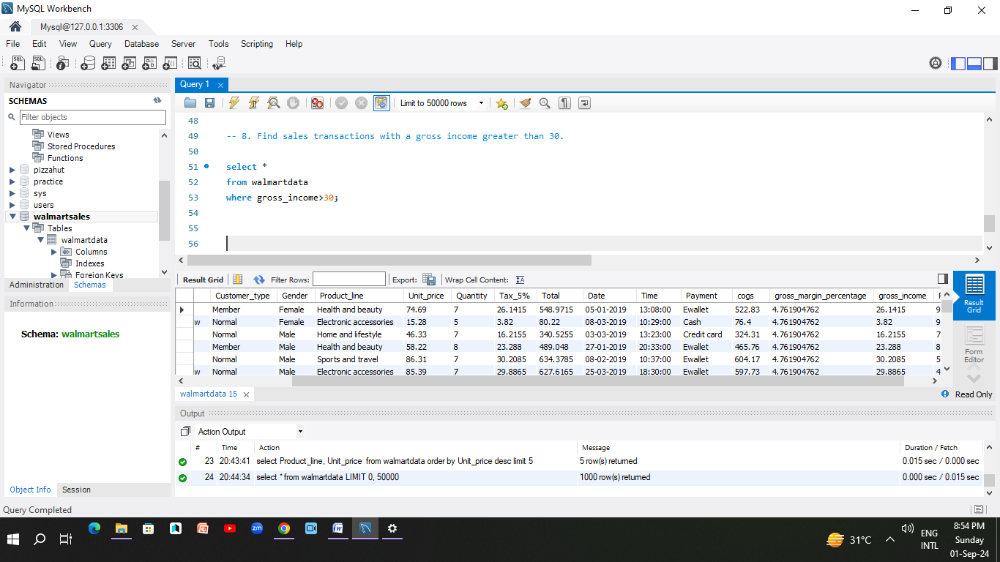 MySQL Workbench
Mysql@127.0.0.1:3306
File Edit View Query Database Server Tools Scripting Help
Navigator
SCHEMAS
Filter objects
Views
Stored Procedures
Functions
pizzahut
practice
sys
users
walmartsales
Tables
walmartdata
Columns
Indexes
Foreign Keys
Administration Schemas
Information
Schema: walmartsales
Object Info Session
Query 1
Limit to 50000 rows
48
49 -- 8. Find sales transactions with a gross income greater than 30.
50
51 select *
52 from walmartdata
53 where gross_income>30;
54
55
56
Result Grid Filter Rows: Export: Wrap Cell Content:
Customer_type Gender Product_line Unit_price Quantity Tax_5% Total Date Time Payment cogs gross_margin_percentage gross_income
Member Female Health and beauty 74.69 7 26.1415 548.9715 05-01-2019 13:08:00 Ewallet 522.83 4.761904762 26.1415 9
w Normal Female Electronic accessories 15.28 5 3.82 80.22 08-03-2019 10:29:00 Cash 76.4 4.761904762 3.82 9
Normal Male Home and lifestyle 46.33 7 16.2155 340.5255 03-03-2019 13:23:00 Credit card 324.31 4.761904762 16.2155 7
Member Male Health and beauty 58.22 8 23.288 489.048 27-01-2019 20:33:00 Ewallet 465.76 4.761904762 23.288 8
Normal Male Sports and travel 86.31 7 30.2085 634.3785 08-02-2019 10:37:00 Ewallet 604.17 4.761904762 30.2085 5
w Normal Male Electronic accessories 85.39 7 29.8865 627.6165 25-03-2019 18:30:00 Ewallet 597.73 4.761904762 29.8865 4
Result Grid
Form Editor
walmartdata 15
Read Only
Output
Action Output
# Time Action Message Duration / Fetch
23 20:43:41 select Product_line, Unit_price from walmartdata order by Unit_price desc limit 5 5 row(s) returned 0.015 sec / 0.000 sec
24 20:44:34 select * from walmartdata LIMIT 0, 50000 1000 row(s) returned 0.000 sec / 0.015 sec
Query Completed
31°C
ENG
INTL
8:54 PM
Sunday
01-Sep-24